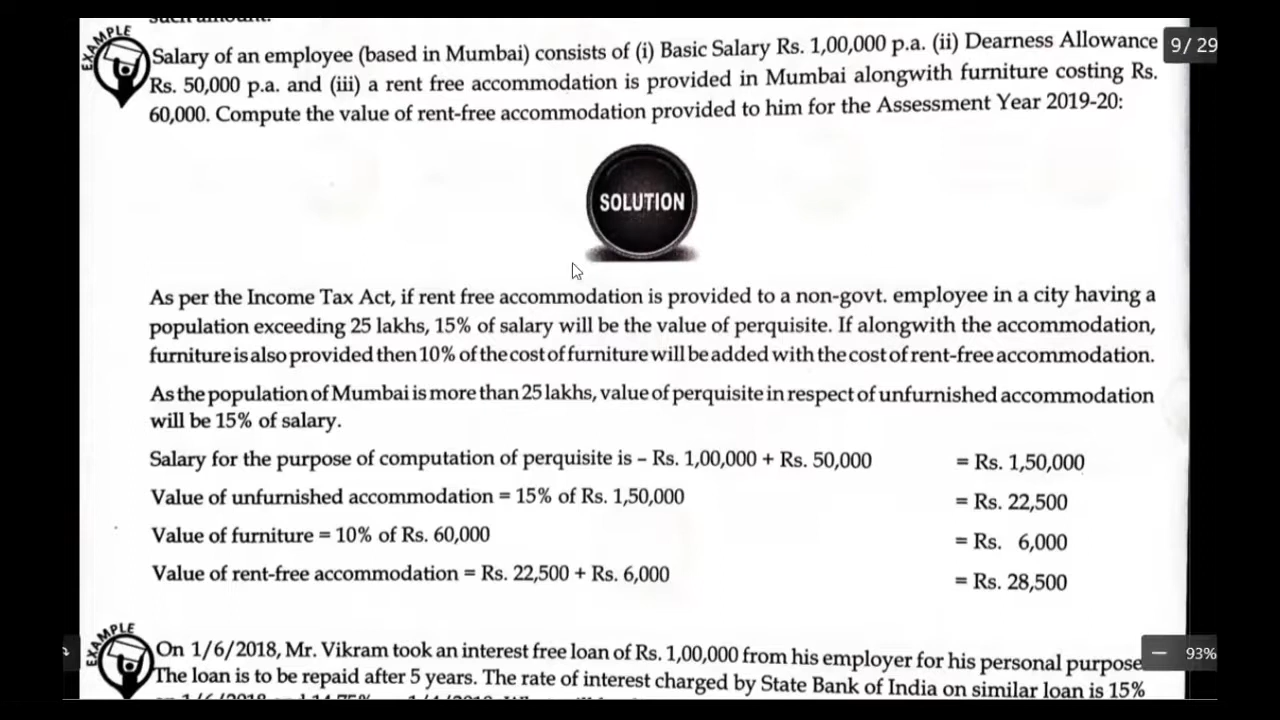 such amount.
EXAMPLE
Salary of an employee (based in Mumbai) consists of (i) Basic Salary Rs. 1,00,000 p.a. (ii) Dearness Allowance
9 / 29
Rs. 50,000 p.a. and (iii) a rent free accommodation is provided in Mumbai alongwith furniture costing Rs.
60,000. Compute the value of rent-free accommodation provided to him for the Assessment Year 2019-20:
SOLUTION
As per the Income Tax Act, if rent free accommodation is provided to a non-govt. employee in a city having a
population exceeding 25 lakhs, 15% of salary will be the value of perquisite. If alongwith the accommodation,
furniture is also provided then 10% of the cost of furniture will be added with the cost of rent-free accommodation.
As the population of Mumbai is more than 25 lakhs, value of perquisite in respect of unfurnished accommodation
will be 15% of salary.
Salary for the purpose of computation of perquisite is – Rs. 1,00,000 + Rs. 50,000 = Rs. 1,50,000
Value of unfurnished accommodation = 15% of Rs. 1,50,000 = Rs. 22,500
Value of furniture = 10% of Rs. 60,000 = Rs. 6,000
Value of rent-free accommodation = Rs. 22,500 + Rs. 6,000 = Rs. 28,500
EXAMPLE
On 1/6/2018, Mr. Vikram took an interest free loan of Rs. 1,00,000 from his employer for his personal purpose
— 93%
The loan is to be repaid after 5 years. The rate of interest charged by State Bank of India on similar loan is 15%